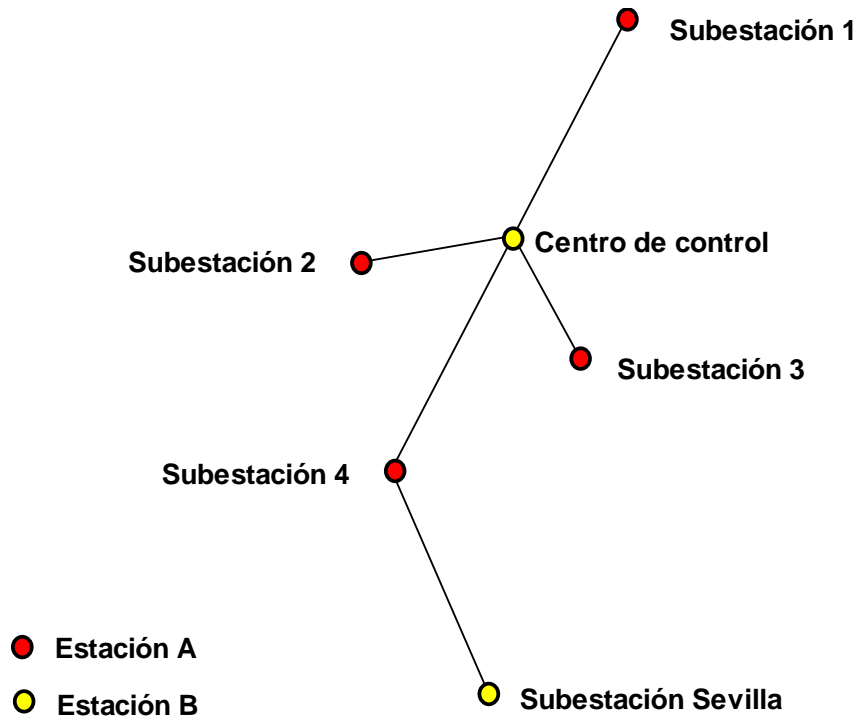 Subestación 1
Centro de control
Subestación 2
Subestación 3
Subestación 4
Estación A
Estación B
Subestación Sevilla